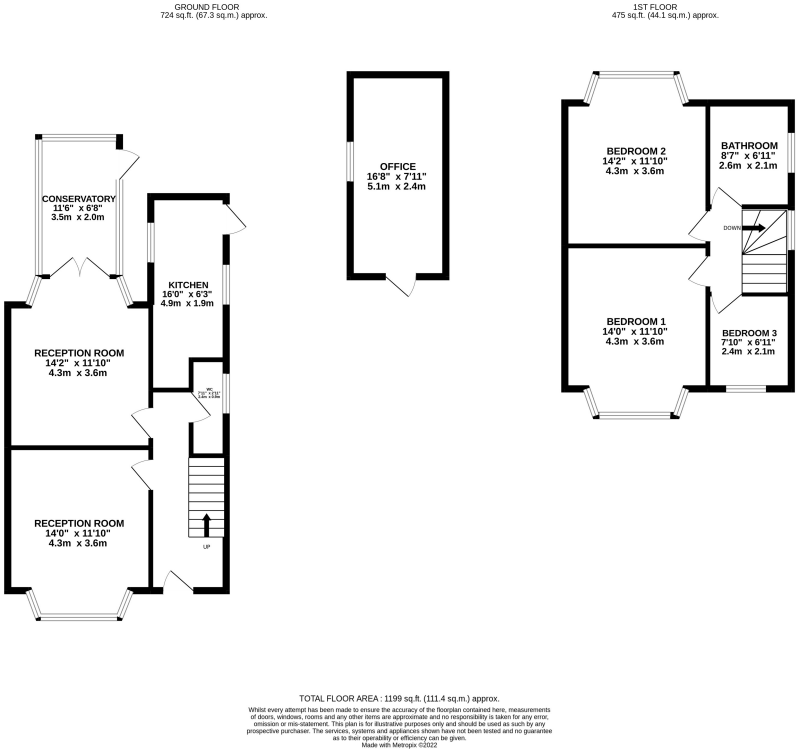 GROUND FLOOR
724 sq.ft. (67.3 sq.m.) approx.
1ST FLOOR
475 sq.ft. (44.1 sq.m.) approx.
CONSERVATORY
11'6" x 6'8"
3.5m x 2.0m
KITCHEN
16'0" x 6'3"
4.9m x 1.9m
RECEPTION ROOM
14'2" x 11'10"
4.3m x 3.6m
WC
RECEPTION ROOM
14'0" x 11'10"
4.3m x 3.6m
UP
OFFICE
16'8" x 7'11"
5.1m x 2.4m
BEDROOM 2
14'2" x 11'10"
4.3m x 3.6m
BATHROOM
8'7" x 6'11"
2.6m x 2.1m
DOWN
BEDROOM 1
14'0" x 11'10"
4.3m x 3.6m
BEDROOM 3
7'10" x 6'11"
2.4m x 2.1m
TOTAL FLOOR AREA : 1199 sq.ft. (111.4 sq.m.) approx.
Whilst every attempt has been made to ensure the accuracy of the floorplan contained here, measurements
of doors, windows, rooms and any other items are approximate and no responsibility is taken for any error,
omission or mis-statement. This plan is for illustrative purposes only and should be used as such by any
prospective purchaser. The services, systems and appliances shown have not been tested and no guarantee
as to their operability or efficiency can be given.
Made with Metropix ©2022